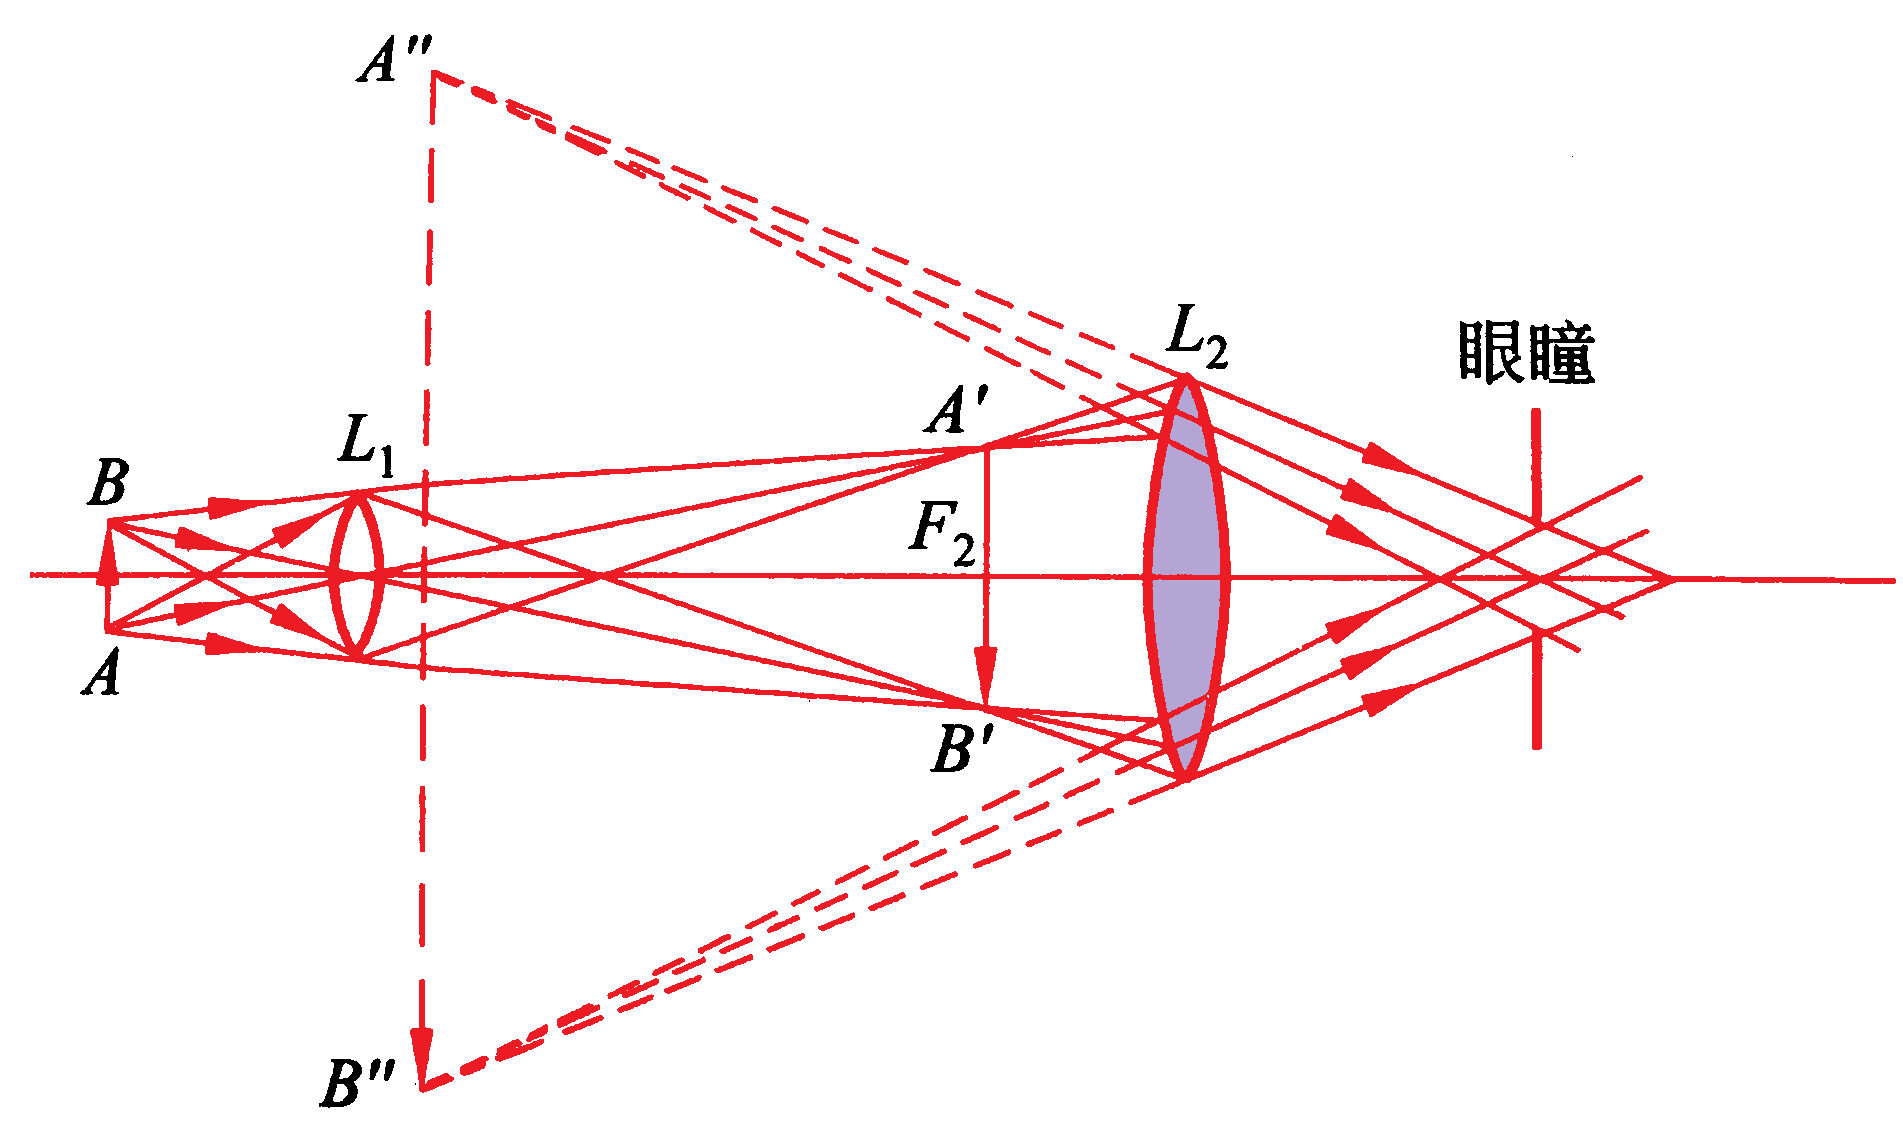 A″
L₂
眼瞳
A′
L₁
B
F₂
A
B′
B″